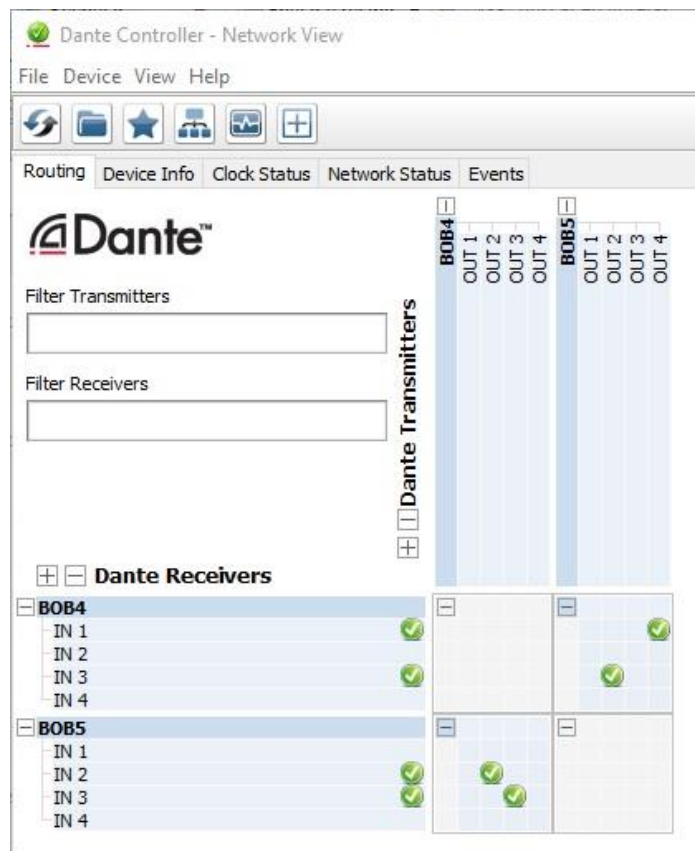 Dante Controller - Network View
File Device View Help
Routing Device Info Clock Status Network Status Events
Dante™
Filter Transmitters
Filter Receivers
Dante Transmitters
BOB4
OUT 1
OUT 2
OUT 3
OUT 4
BOB5
OUT 1
OUT 2
OUT 3
OUT 4
Dante Receivers
BOB4
IN 1
IN 2
IN 3
IN 4
BOB5
IN 1
IN 2
IN 3
IN 4